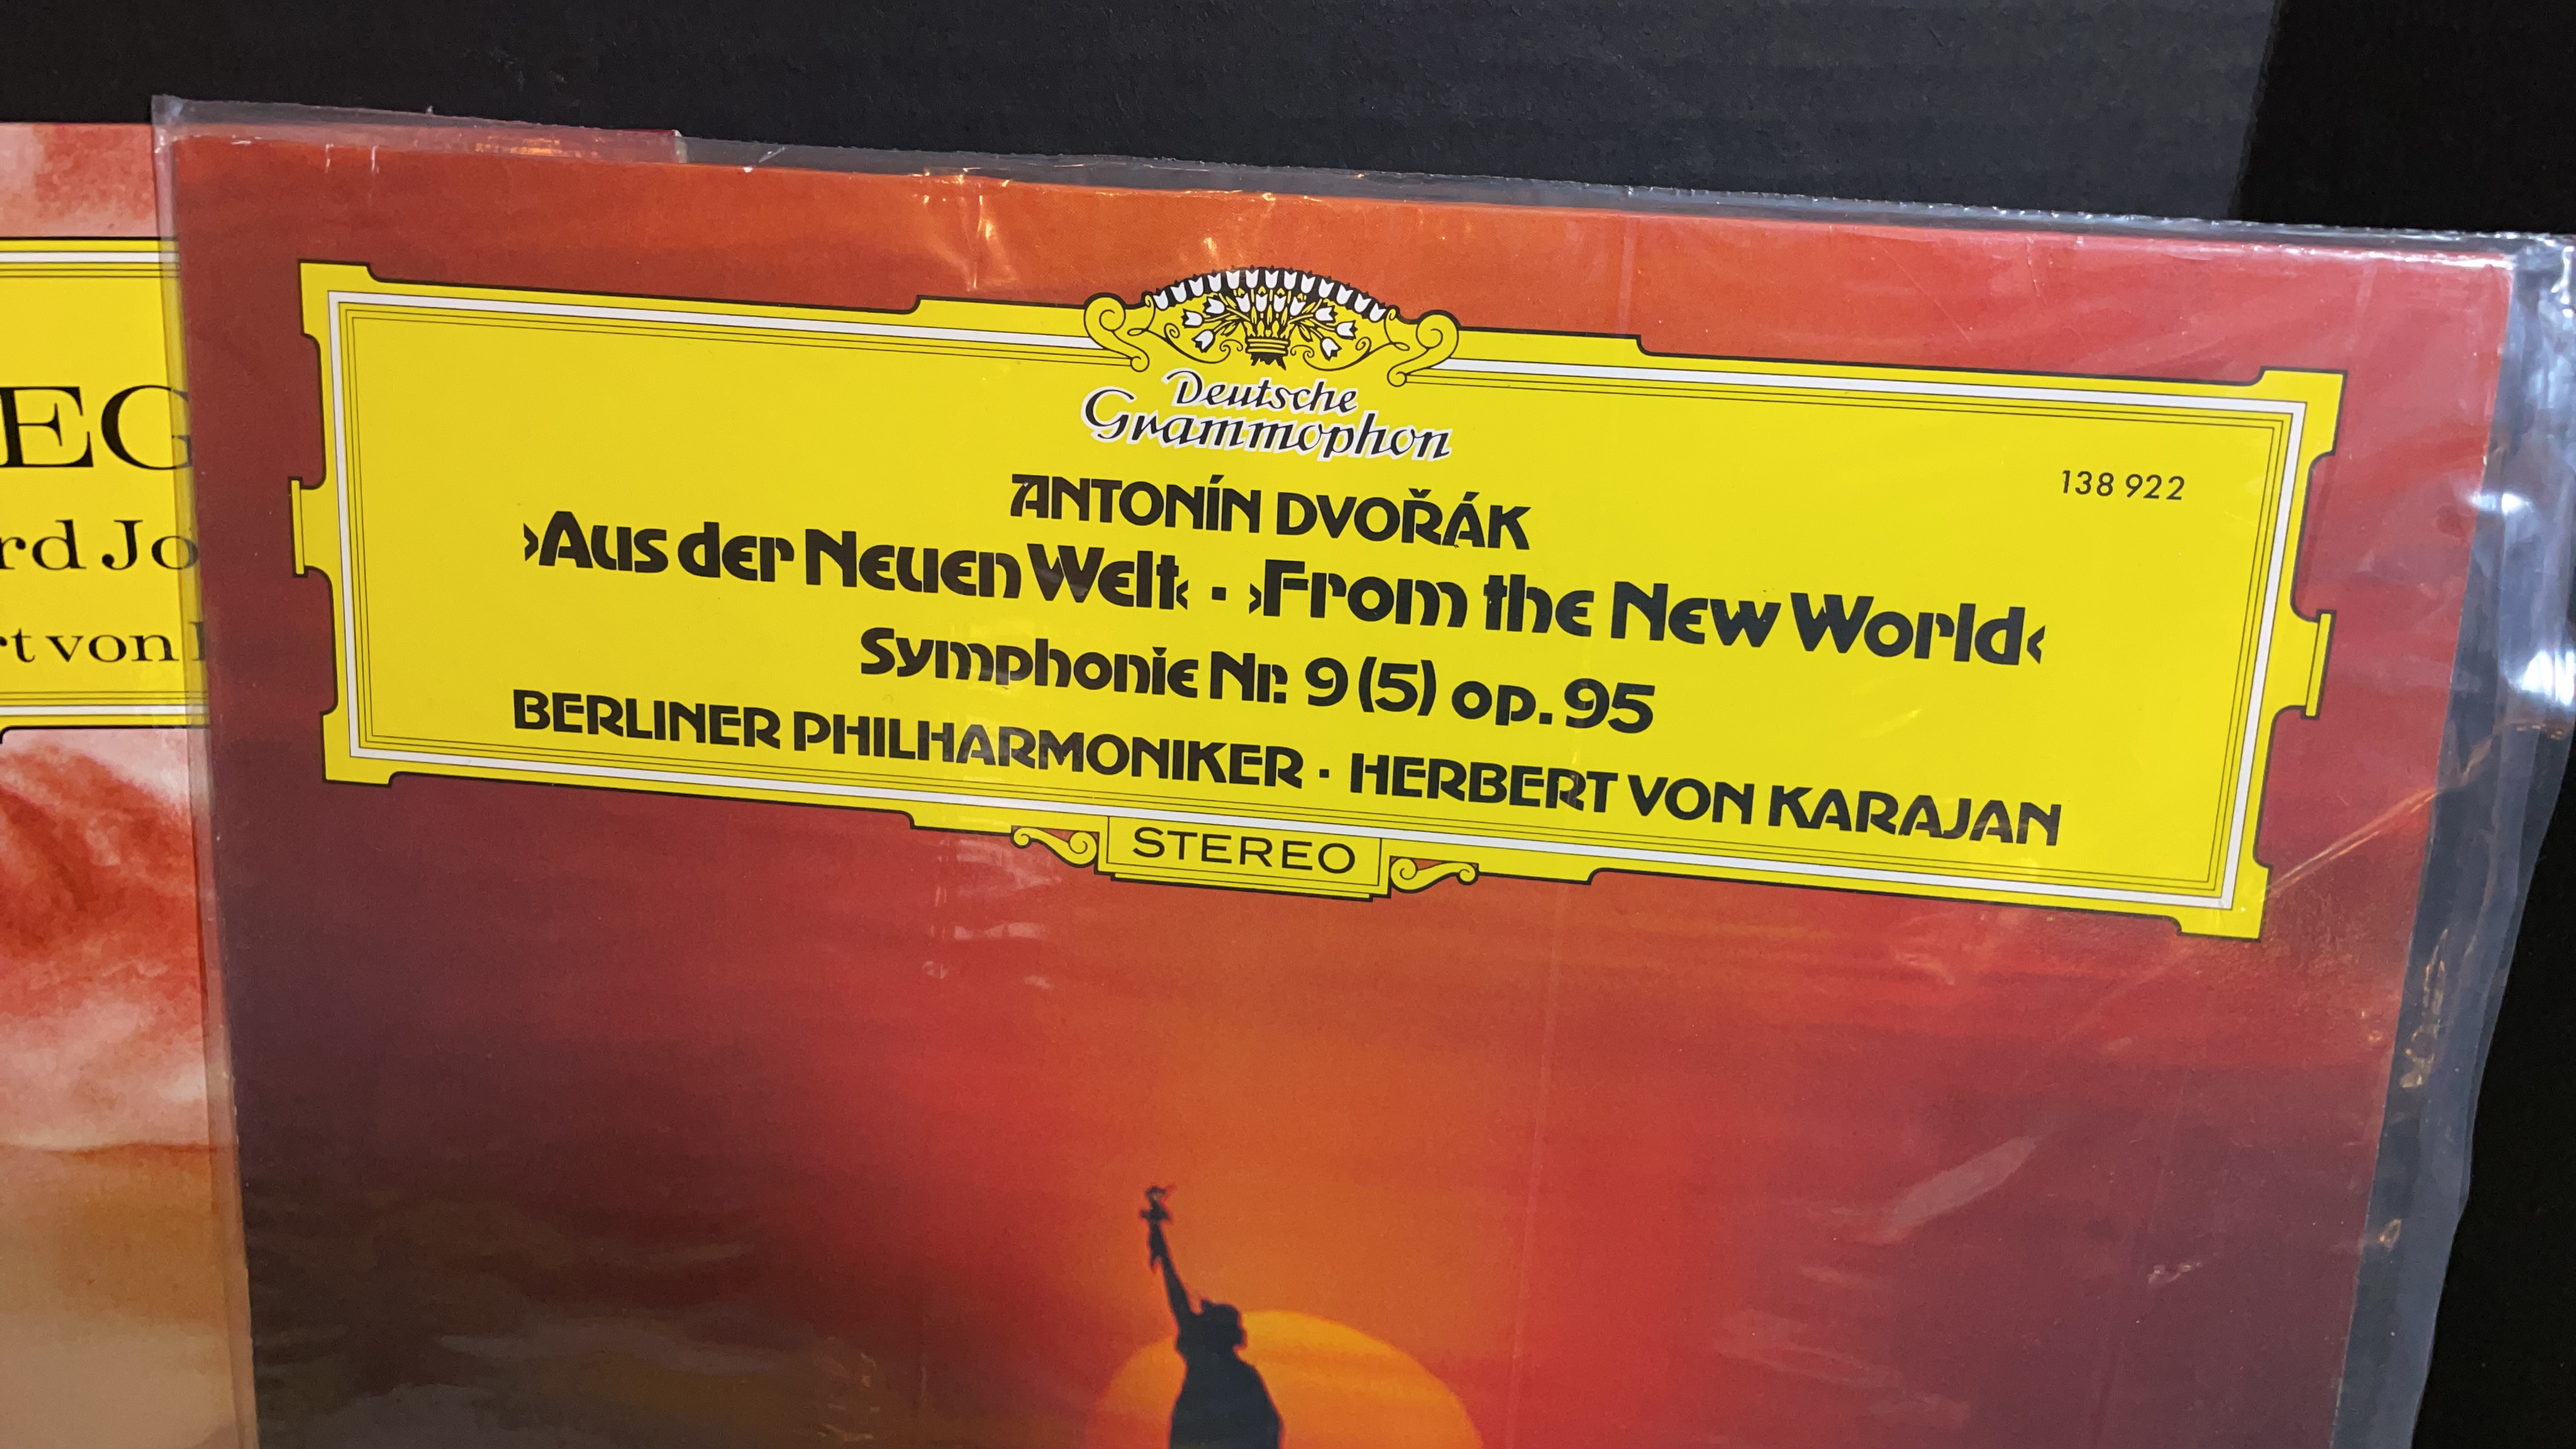 Deutsche
Grammophon
138 922
ANTONÍN DVOŘÁK
›Aus der Neuen Welt‹ · ›From the New World‹
Symphonie Nr. 9 (5) op. 95
BERLINER PHILHARMONIKER · HERBERT VON KARAJAN
STEREO
EG
rd Jo
rt von